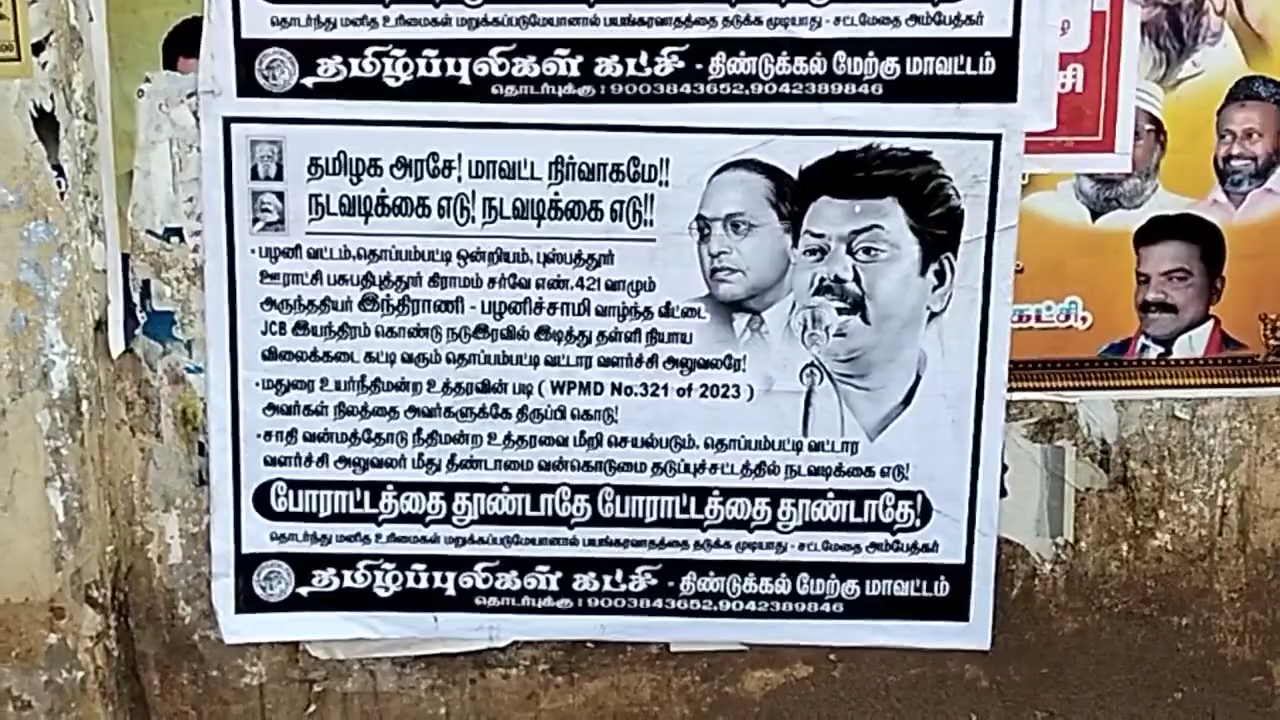 தொடர்ந்து மனித உரிமைகள் மறுக்கப்படுமேயானால் பயங்கரவாதத்தை தடுக்க முடியாது - சட்டமேதை அம்பேத்கர்
தமிழ்ப்புலிகள் கட்சி - திண்டுக்கல் மேற்கு மாவட்டம்
தொடர்புக்கு : 9003843652,9042389846
தமிழக அரசே! மாவட்ட நிர்வாகமே!!
நடவடிக்கை எடு! நடவடிக்கை எடு!!
• பழனி வட்டம்,தொப்பம்பட்டி ஒன்றியம், புஸ்பத்தூர்
ஊராட்சி பசுபதிபுத்தூர் கிராமம் சர்வே எண்.421 வாழும்
அருந்ததியர் இந்திராணி - பழனிச்சாமி வாழ்ந்த வீட்டை
JCB இயந்திரம் கொண்டு நடுஇரவில் இடித்து தள்ளி நியாய
விலைக்கடை கட்டி வரும் தொப்பம்பட்டி வட்டார வளர்ச்சி அனுவலரே!
• மதுரை உயர்நீதிமன்ற உத்தரவின் படி ( WPMD No.321 of 2023 )
அவர்கள் நிலத்தை அவர்களுக்கே திருப்பி கொடு!
• சாதி வன்மத்தோடு நீதிமன்ற உத்தரவை மீறி செயல்படும். தொப்பம்பட்டி வட்டார
வளர்ச்சி அனுவலர் மீது தீண்டாமை வன்கொடுமை தடுப்புச்சட்டத்தில் நடவடிக்கை எடு!
போராட்டத்தை தூண்டாதே போராட்டத்தை தூண்டாதே!
தொடர்ந்து மனித உரிமைகள் மறுக்கப்படுமேயானால் பயங்கரவாதத்தை தடுக்க முடியாது - சட்டமேதை அம்பேத்கர்
தமிழ்ப்புலிகள் கட்சி - திண்டுக்கல் மேற்கு மாவட்டம்
தொடர்புக்கு : 9003843652,9042389846
கட்சி,